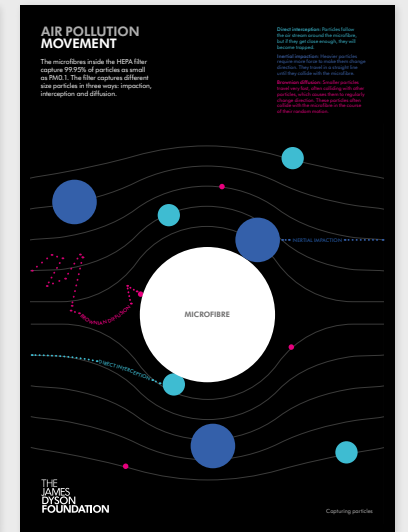 AIR POLLUTION
MOVEMENT
The microfibres inside the HEPA filter
capture 99.95% of particles as small
as PM0.1. The filter captures different
size particles in three ways: impaction,
interception and diffusion.
Direct interception: Particles follow
the air stream around the microfibre,
but if they get close enough, they will
become trapped.
Inertial impaction: Heavier particles
require more force to make them change
direction. They travel in a straight line
until they collide with the microfibre.
Brownian diffusion: Smaller particles
travel very fast, often colliding with other
particles, which causes them to regularly
change direction. These particles often
collide with the microfibre in the course
of their random motion.
INERTIAL IMPACTION
MICROFIBRE
BROWNIAN DIFFUSION
DIRECT INTERCEPTION
THE
JAMES
DYSON
FOUNDATION
Capturing particles